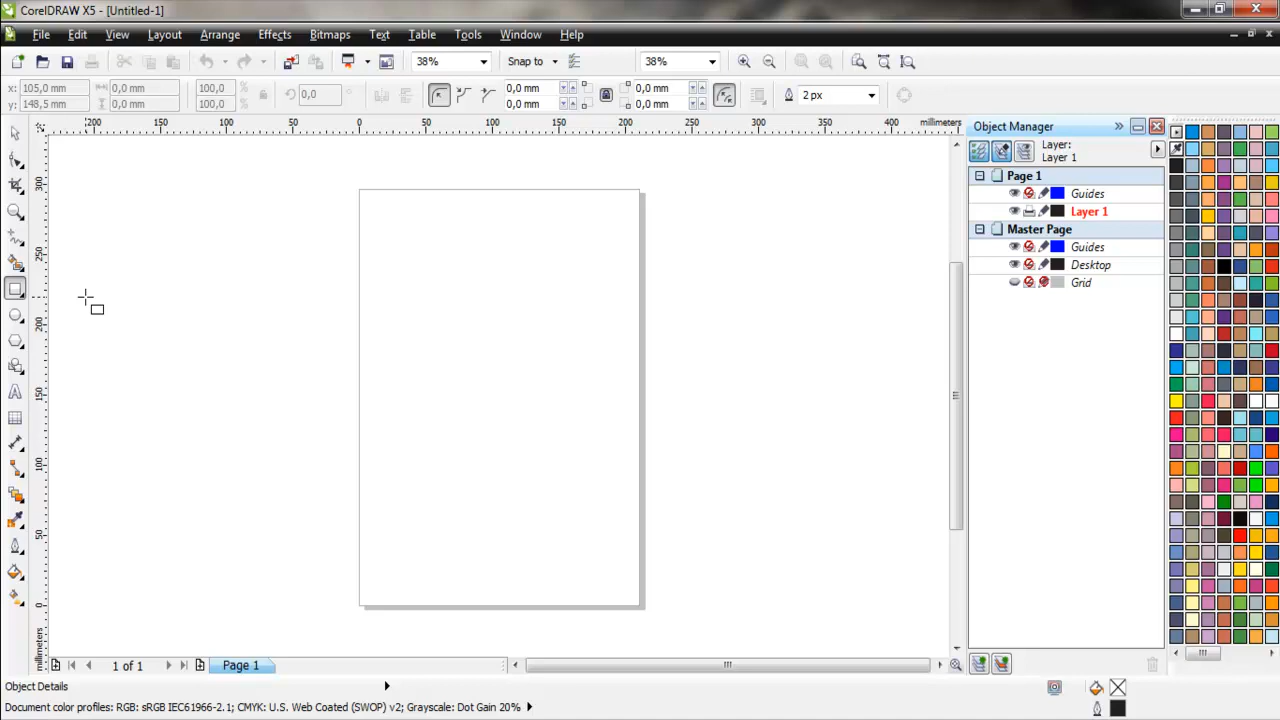 CorelDRAW X5 - [Untitled-1]
File Edit View Layout Arrange Effects Bitmaps Text Table Tools Window Help
38% Snap to 38%
x: 105,0 mm 0,0 mm 100,0 % 0,0 ° 0,0 mm 0,0 mm 2 px
y: 148,5 mm 0,0 mm 100,0 % 0,0 mm 0,0 mm
200 150 100 50 0 50 100 150 200 250 300 350 400 millimeters
300
250
200
150
100
50
0
millimeters
Object Manager
Layer:
Layer 1
Page 1
Guides
Layer 1
Master Page
Guides
Desktop
Grid
1 of 1 Page 1
Object Details
Document color profiles: RGB: sRGB IEC61966-2.1; CMYK: U.S. Web Coated (SWOP) v2; Grayscale: Dot Gain 20%